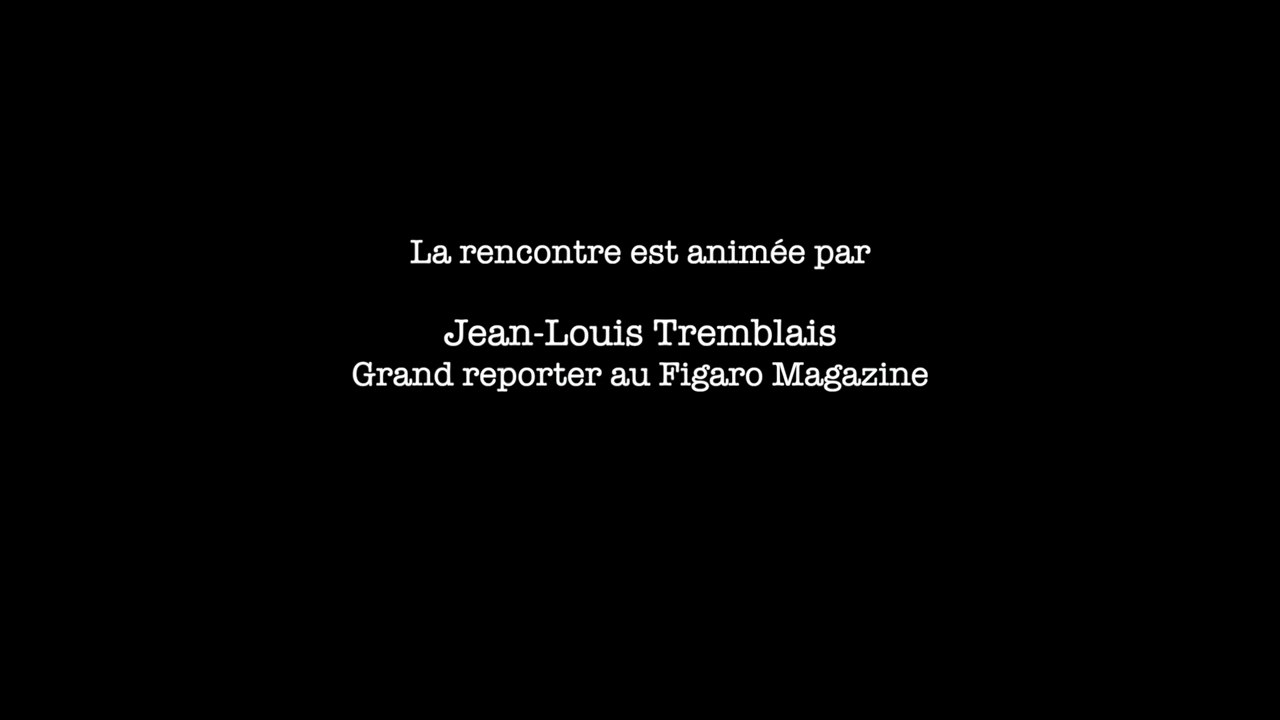 La rencontre est animée par
Jean-Louis Tremblais
Grand reporter au Figaro Magazine